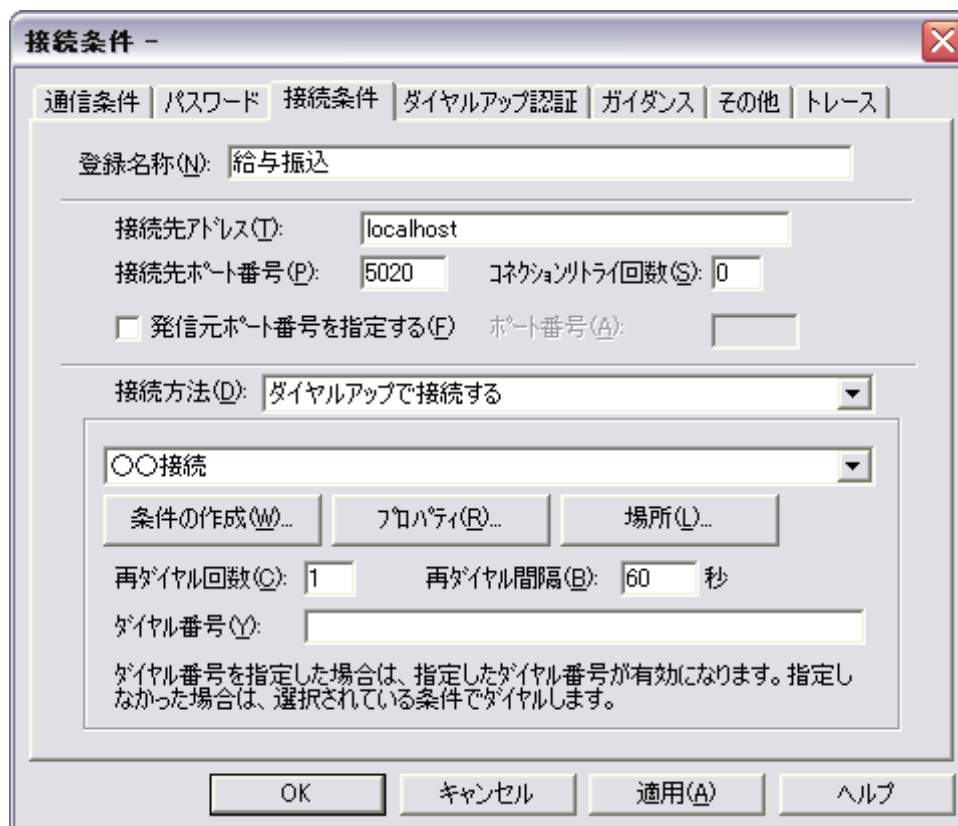 接続条件 -
通信条件 パスワード 接続条件 ダイヤルアップ認証 ガイダンス その他 トレース
登録名称(N): 給与振込
接続先ｱﾄﾞﾚｽ(T): localhost
接続先ﾎﾟｰﾄ番号(P): 5020 ｺﾈｸｼｮﾝﾘﾄﾗｲ回数(S): 0
発信元ﾎﾟｰﾄ番号を指定する(F) ﾎﾟｰﾄ番号(A):
接続方法(D): ダイヤルアップで接続する
〇〇接続
条件の作成(W)... ﾌﾟﾛﾊﾟﾃｨ(R)... 場所(L)...
再ﾀﾞｲﾔﾙ回数(C): 1 再ﾀﾞｲﾔﾙ間隔(B): 60 秒
ﾀﾞｲﾔﾙ番号(Y):
ﾀﾞｲﾔﾙ番号を指定した場合は、指定したﾀﾞｲﾔﾙ番号が有効になります。指定し
なかった場合は、選択されている条件でﾀﾞｲﾔﾙします。
OK キャンセル 適用(A) ヘルプ